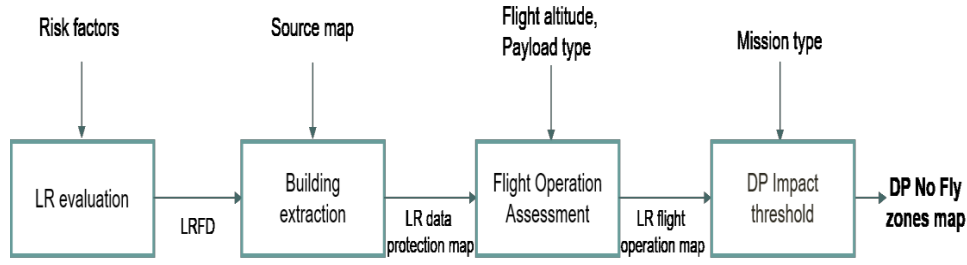 Risk factors
Source map
Flight altitude,
Payload type
Mission type
LR evaluation
LRFD
Building
extraction
LR data
protection map
Flight Operation
Assessment
LR flight
operation map
DP Impact
threshold
DP No Fly
zones map